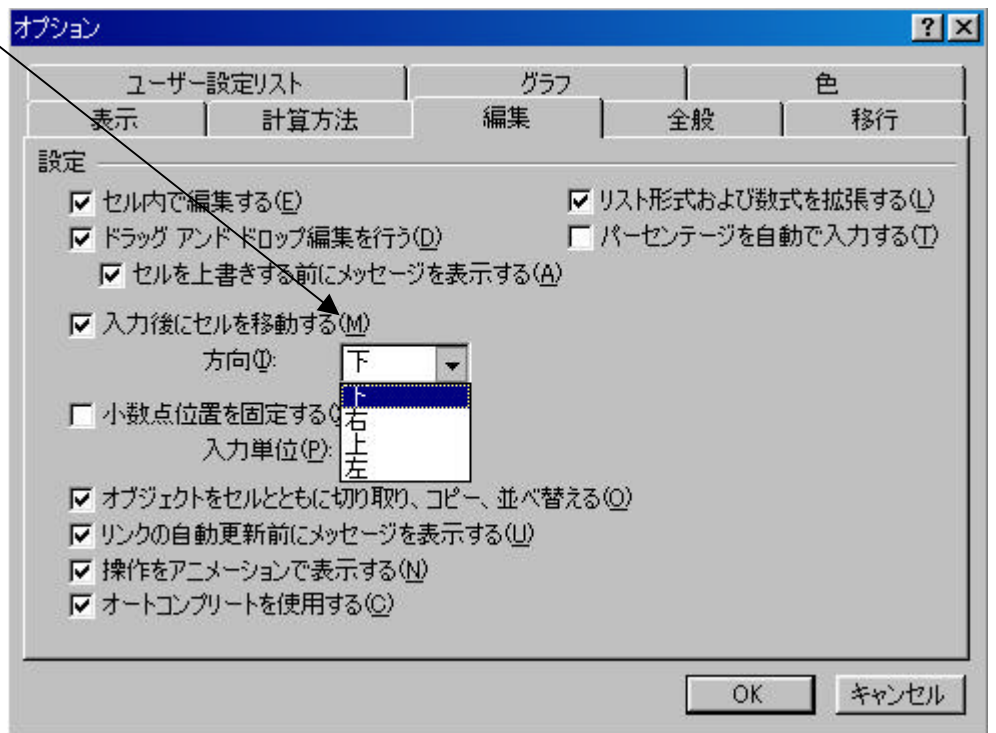 オプション
ユーザー設定リスト グラフ 色
表示 計算方法 編集 全般 移行
設定
セル内で編集する(E) リスト形式および数式を拡張する(L)
ドラッグ アンド ドロップ編集を行う(D) パーセンテージを自動で入力する(T)
セルを上書きする前にメッセージを表示する(A)
入力後にセルを移動する(M)
方向(I): 下
下
小数点位置を固定する(
右
入力単位(P): 上
左
オブジェクトをセルとともに切り取り、コピー、並べ替える(O)
リンクの自動更新前にメッセージを表示する(U)
操作をアニメーションで表示する(N)
オートコンプリートを使用する(C)
OK キャンセル